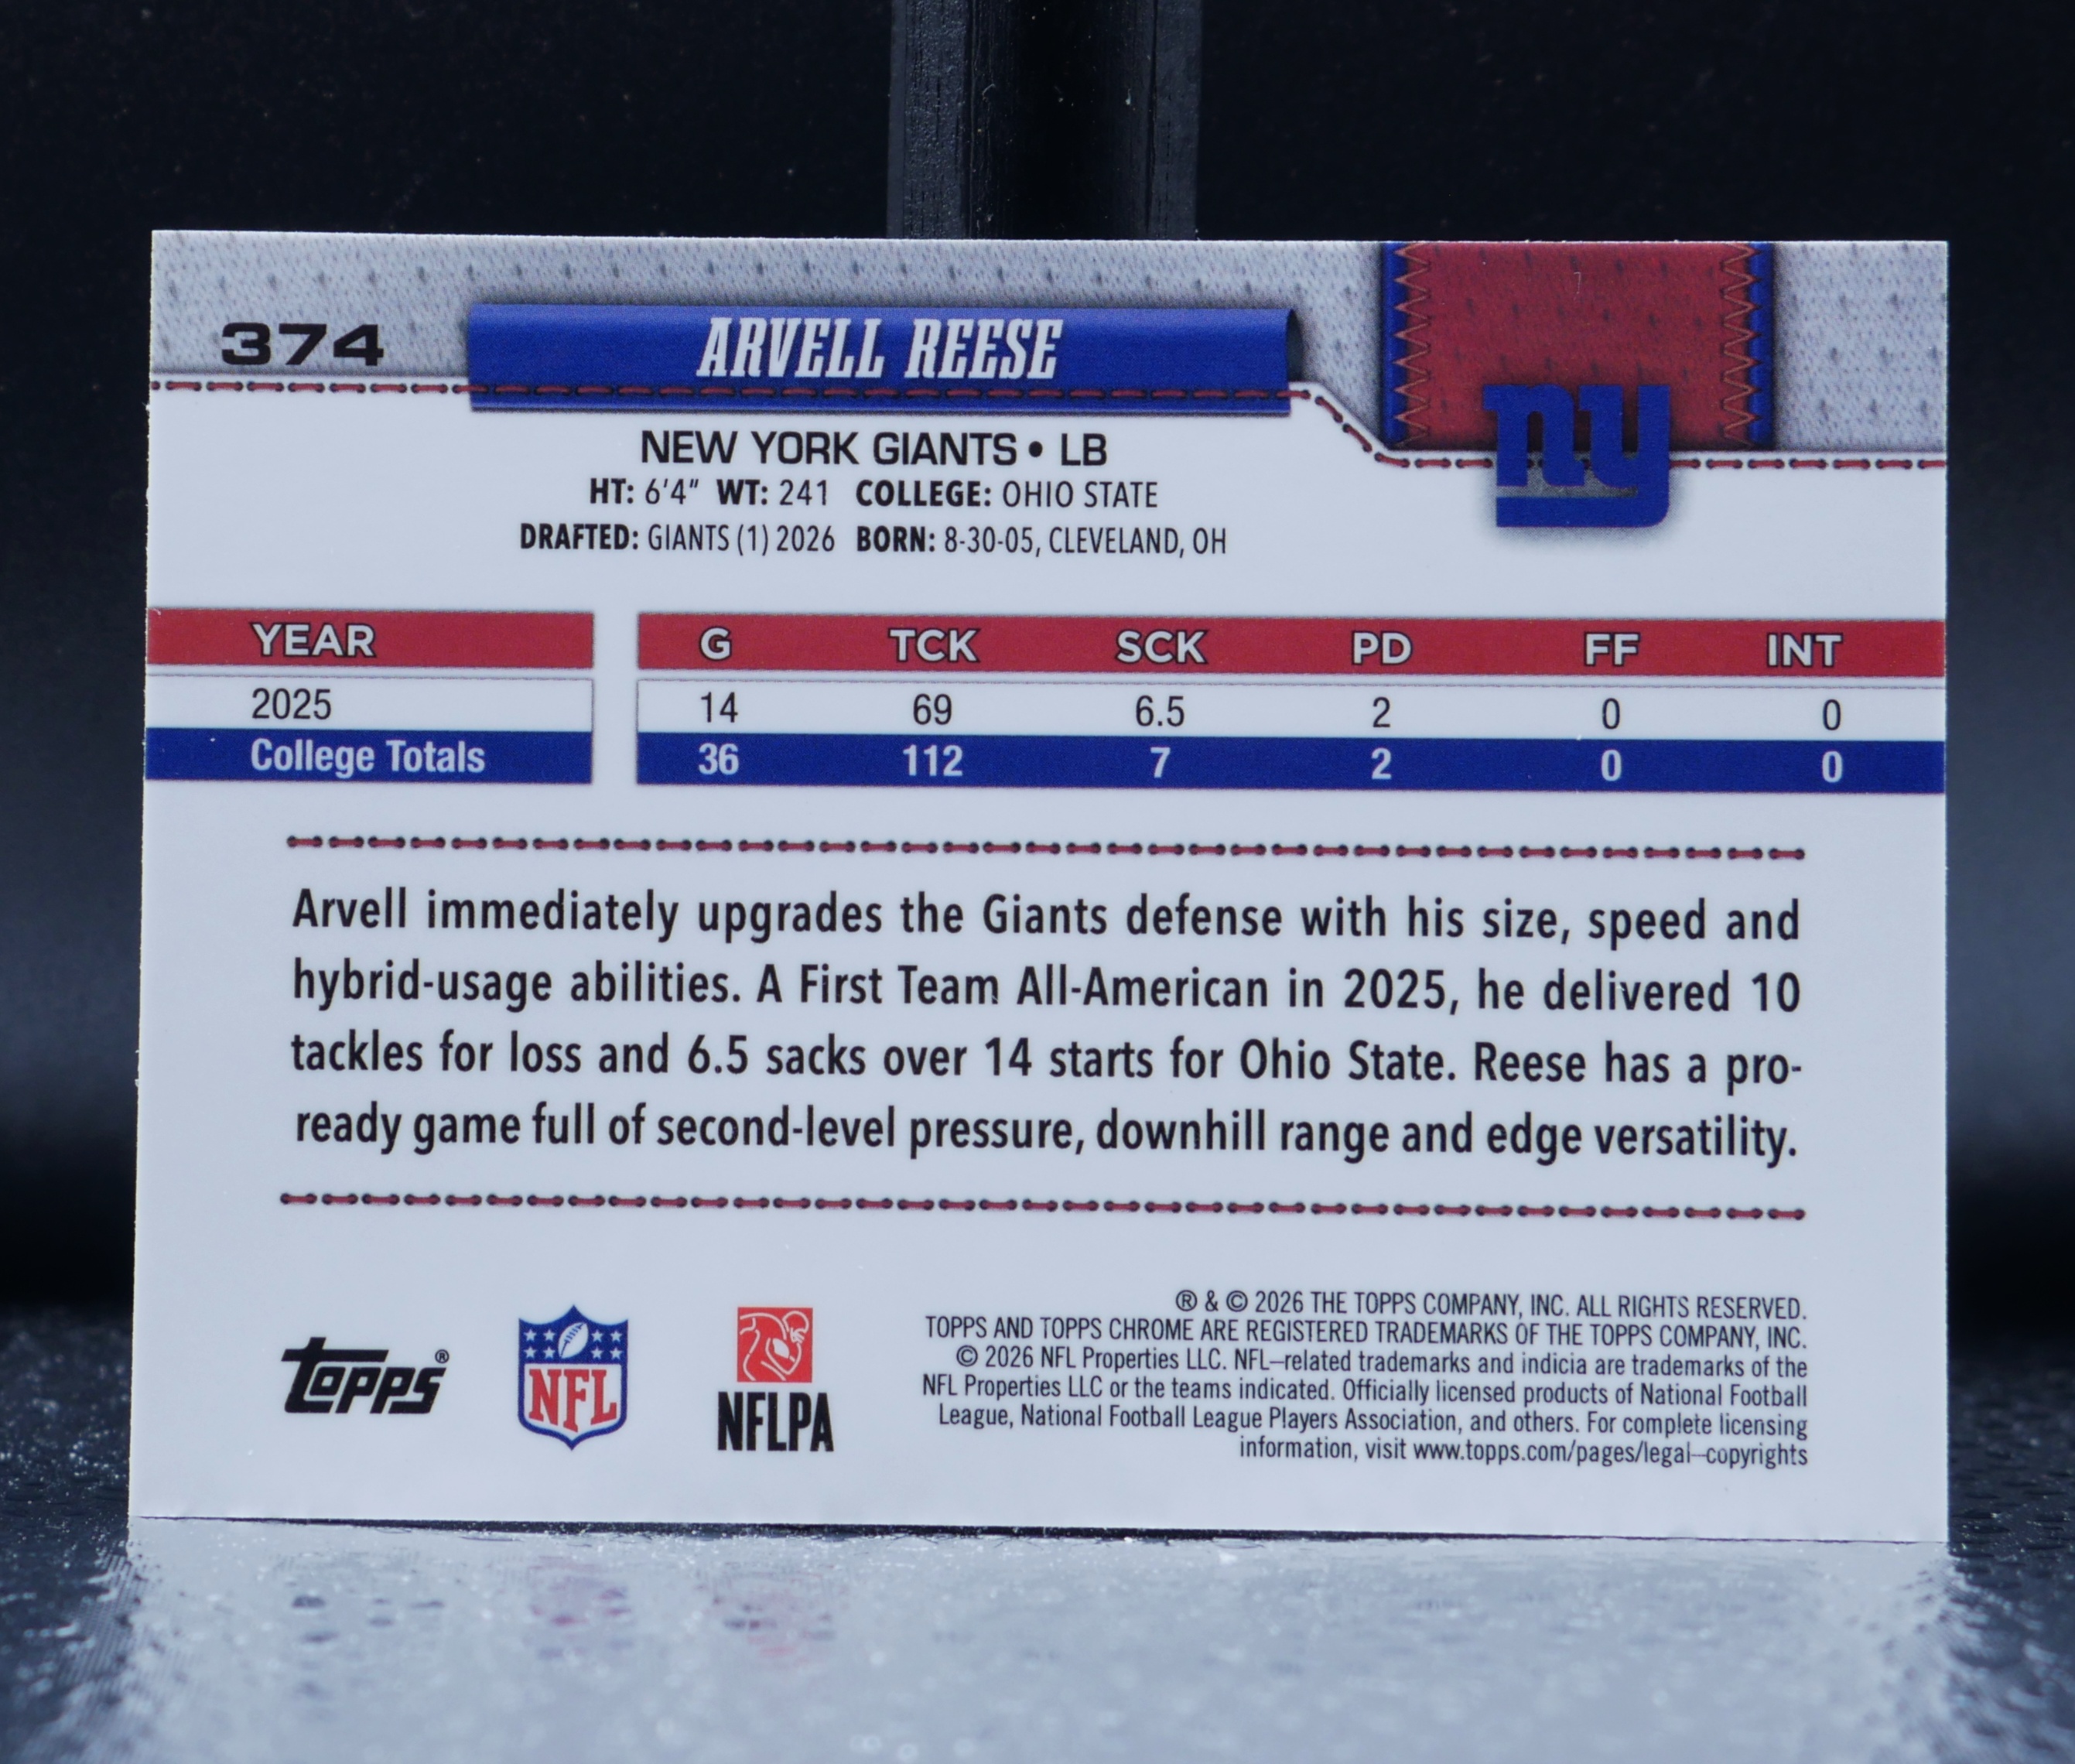 374
ARVELL REESE
ny
NEW YORK GIANTS • LB
HT: 6'4" WT: 241 COLLEGE: OHIO STATE
DRAFTED: GIANTS (1) 2026 BORN: 8-30-05, CLEVELAND, OH
YEAR G TCK SCK PD FF INT
2025 14 69 6.5 2 0 0
College Totals 36 112 7 2 0 0
Arvell immediately upgrades the Giants defense with his size, speed and
hybrid-usage abilities. A First Team All-American in 2025, he delivered 10
tackles for loss and 6.5 sacks over 14 starts for Ohio State. Reese has a pro-
ready game full of second-level pressure, downhill range and edge versatility.
topps®
NFL
NFLPA
® & © 2026 THE TOPPS COMPANY, INC. ALL RIGHTS RESERVED.
TOPPS AND TOPPS CHROME ARE REGISTERED TRADEMARKS OF THE TOPPS COMPANY, INC.
© 2026 NFL Properties LLC. NFL–related trademarks and indicia are trademarks of the
NFL Properties LLC or the teams indicated. Officially licensed products of National Football
League, National Football League Players Association, and others. For complete licensing
information, visit www.topps.com/pages/legal–copyrights